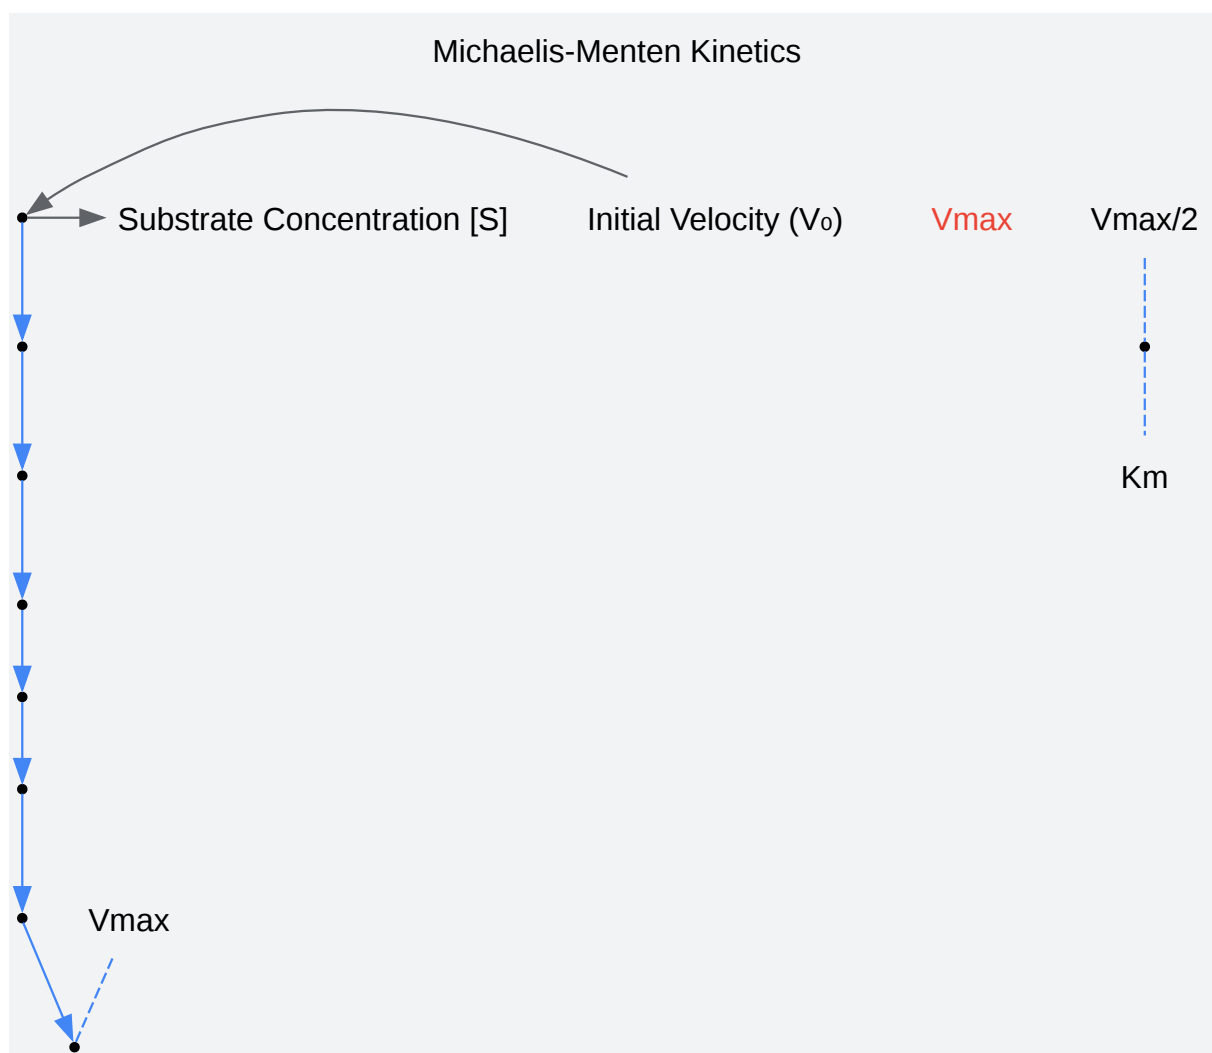 Michaelis-Menten Kinetics
Substrate Concentration [S]
Initial Velocity (V₀)
Vmax
Vmax/2
Km
Vmax